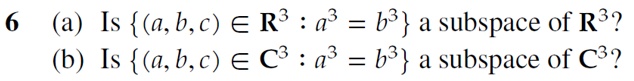 6 (a) Is {(a, b, c) ∈ R³ : a³ = b³} a subspace of R³?
(b) Is {(a, b, c) ∈ C³ : a³ = b³} a subspace of C³?